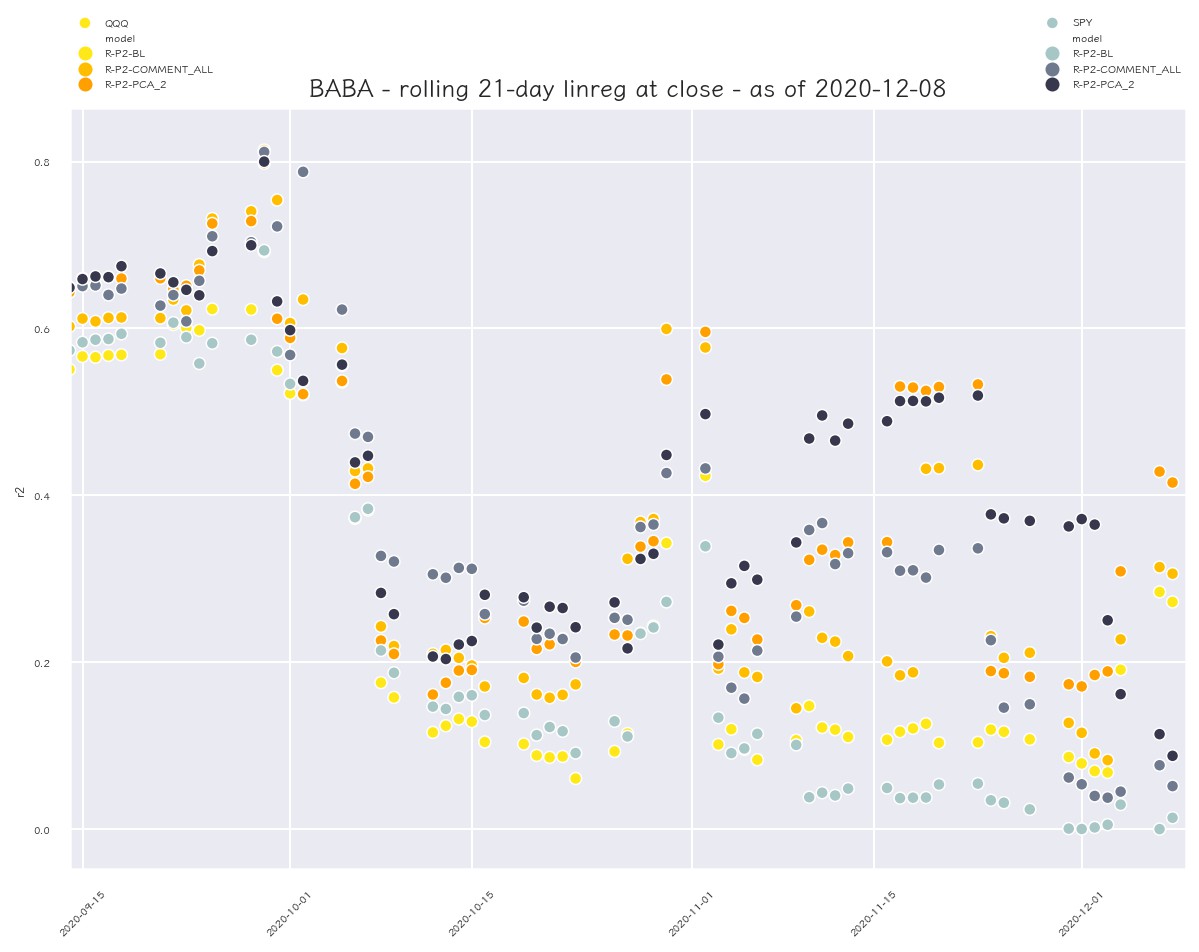 QQQ
model
R-P2-BL
R-P2-COMMENT_ALL
R-P2-PCA_2
SPY
model
R-P2-BL
R-P2-COMMENT_ALL
R-P2-PCA_2
BABA - rolling 21-day linreg at close - as of 2020-12-08
0.8
0.6
0.4
0.2
0.0
r2
2020-09-15
2020-10-01
2020-10-15
2020-11-01
2020-11-15
2020-12-01